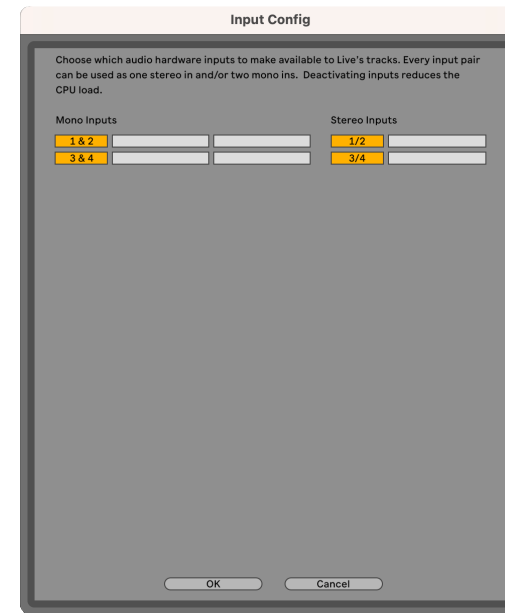 Input Config
Choose which audio hardware inputs to make available to Live's tracks. Every input pair
can be used as one stereo in and/or two mono ins. Deactivating inputs reduces the
CPU load.
Mono Inputs Stereo Inputs
1 & 2 1/2
3 & 4 3/4
OK Cancel